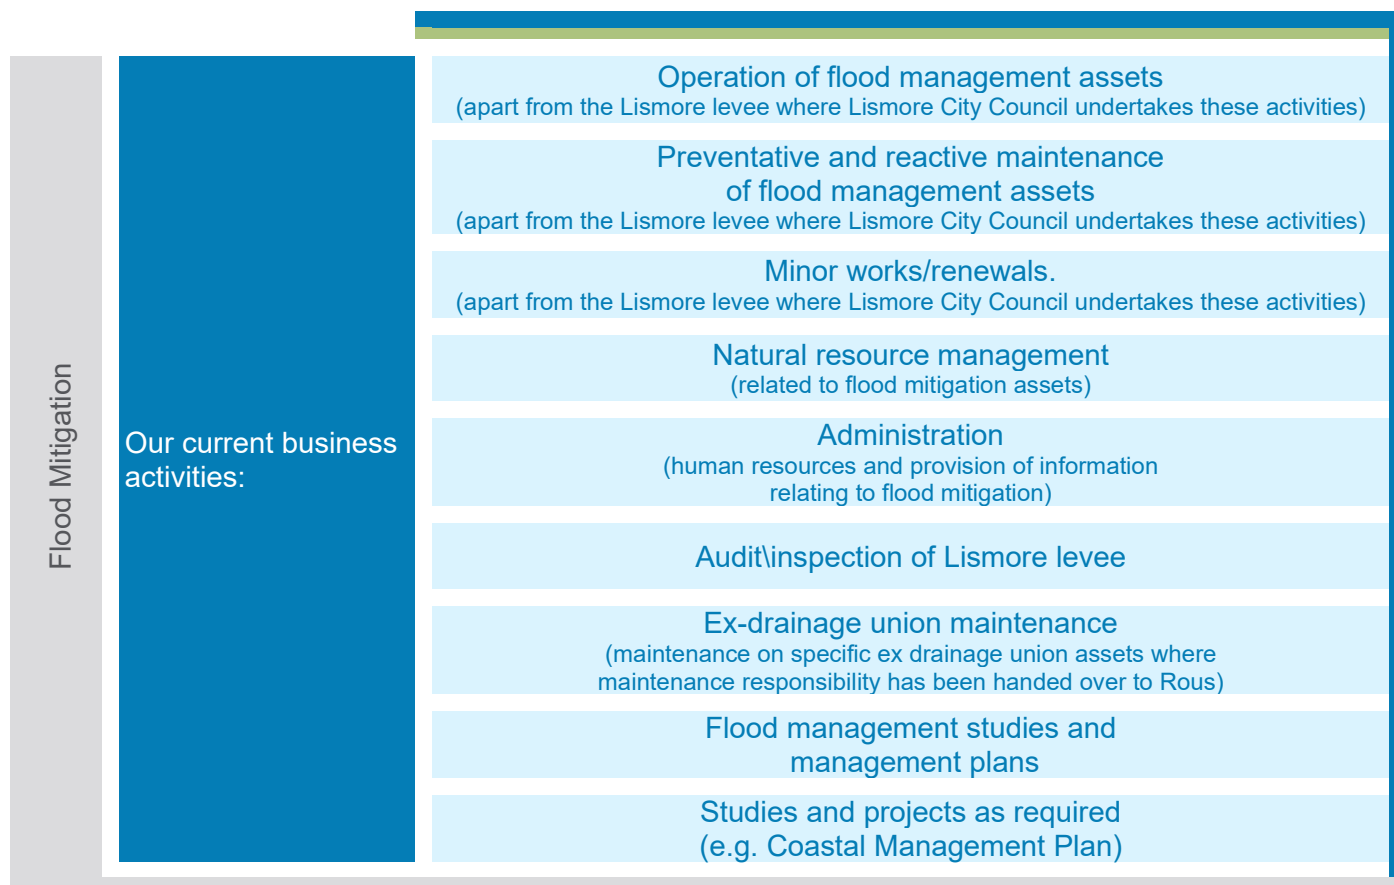 Flood Mitigation
Our current business
activities:
Operation of flood management assets
(apart from the Lismore levee where Lismore City Council undertakes these activities)
Preventative and reactive maintenance
of flood management assets
(apart from the Lismore levee where Lismore City Council undertakes these activities)
Minor works/renewals.
(apart from the Lismore levee where Lismore City Council undertakes these activities)
Natural resource management
(related to flood mitigation assets)
Administration
(human resources and provision of information
relating to flood mitigation)
Audit\inspection of Lismore levee
Ex-drainage union maintenance
(maintenance on specific ex drainage union assets where
maintenance responsibility has been handed over to Rous)
Flood management studies and
management plans
Studies and projects as required
(e.g. Coastal Management Plan)